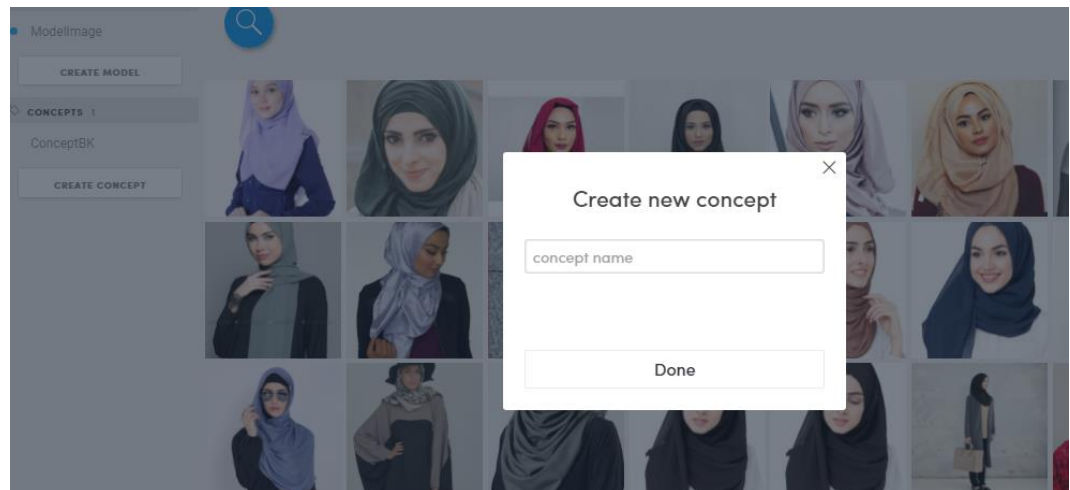 ModelImage
CREATE MODEL
CONCEPTS 1
ConceptBK
CREATE CONCEPT
Create new concept
concept name
Done